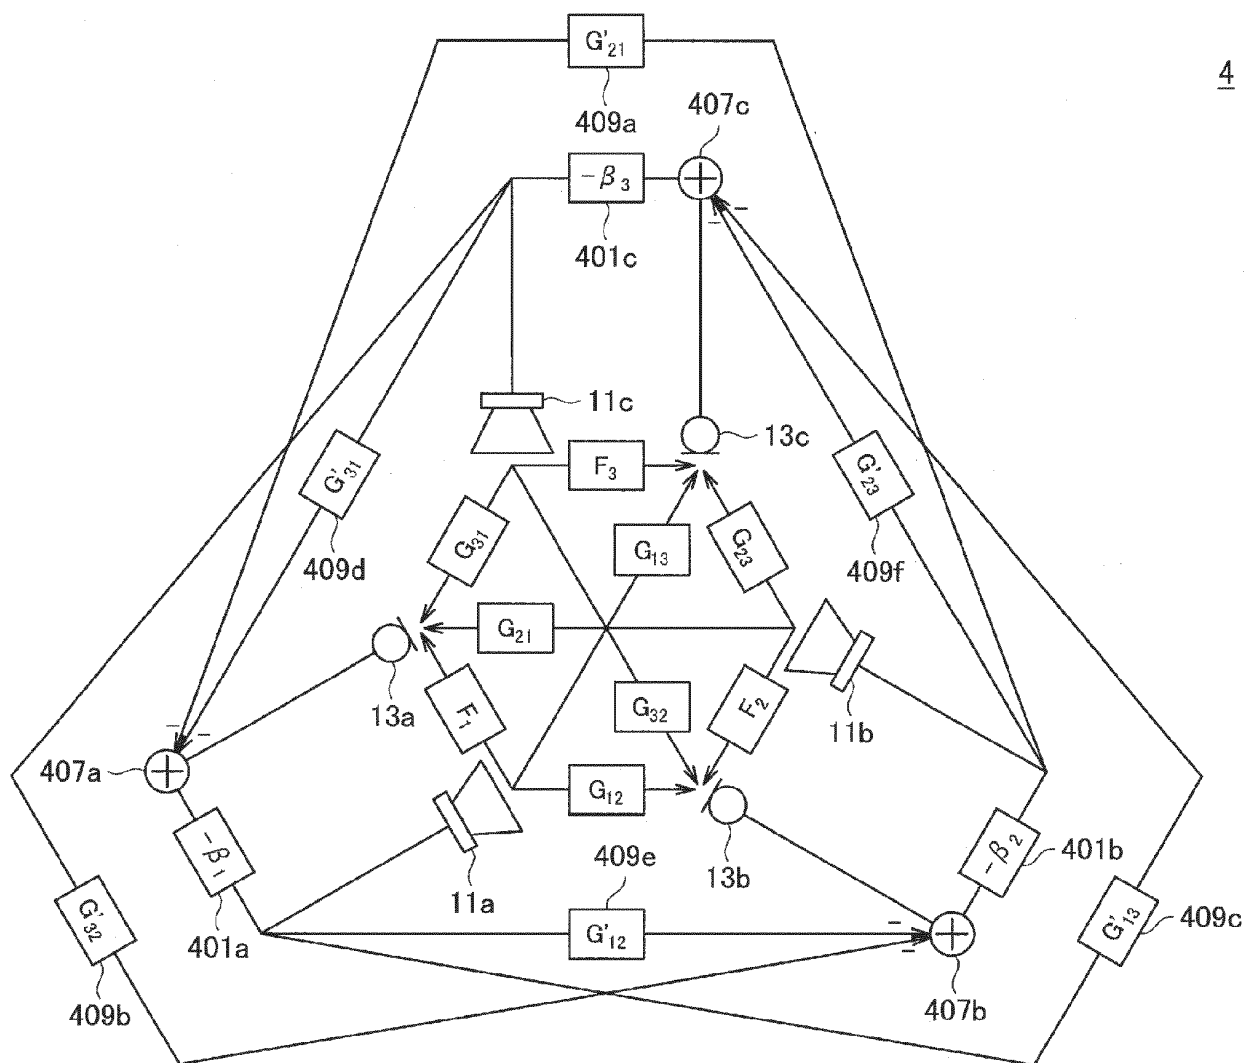 G'₂₁
4
409a
407c
-β₃
401c
11c
13c
F₃
G'₃₁
G'₂₃
G₃₁
G₁₃
G₂₃
409d
409f
G₂₁
13a
F₁
G₃₂
F₂
11b
407a
G₁₂
-β₁
409e
13b
-β₂
401b
11a
G'₃₂
401a
G'₁₂
G'₁₃
409c
409b
407b